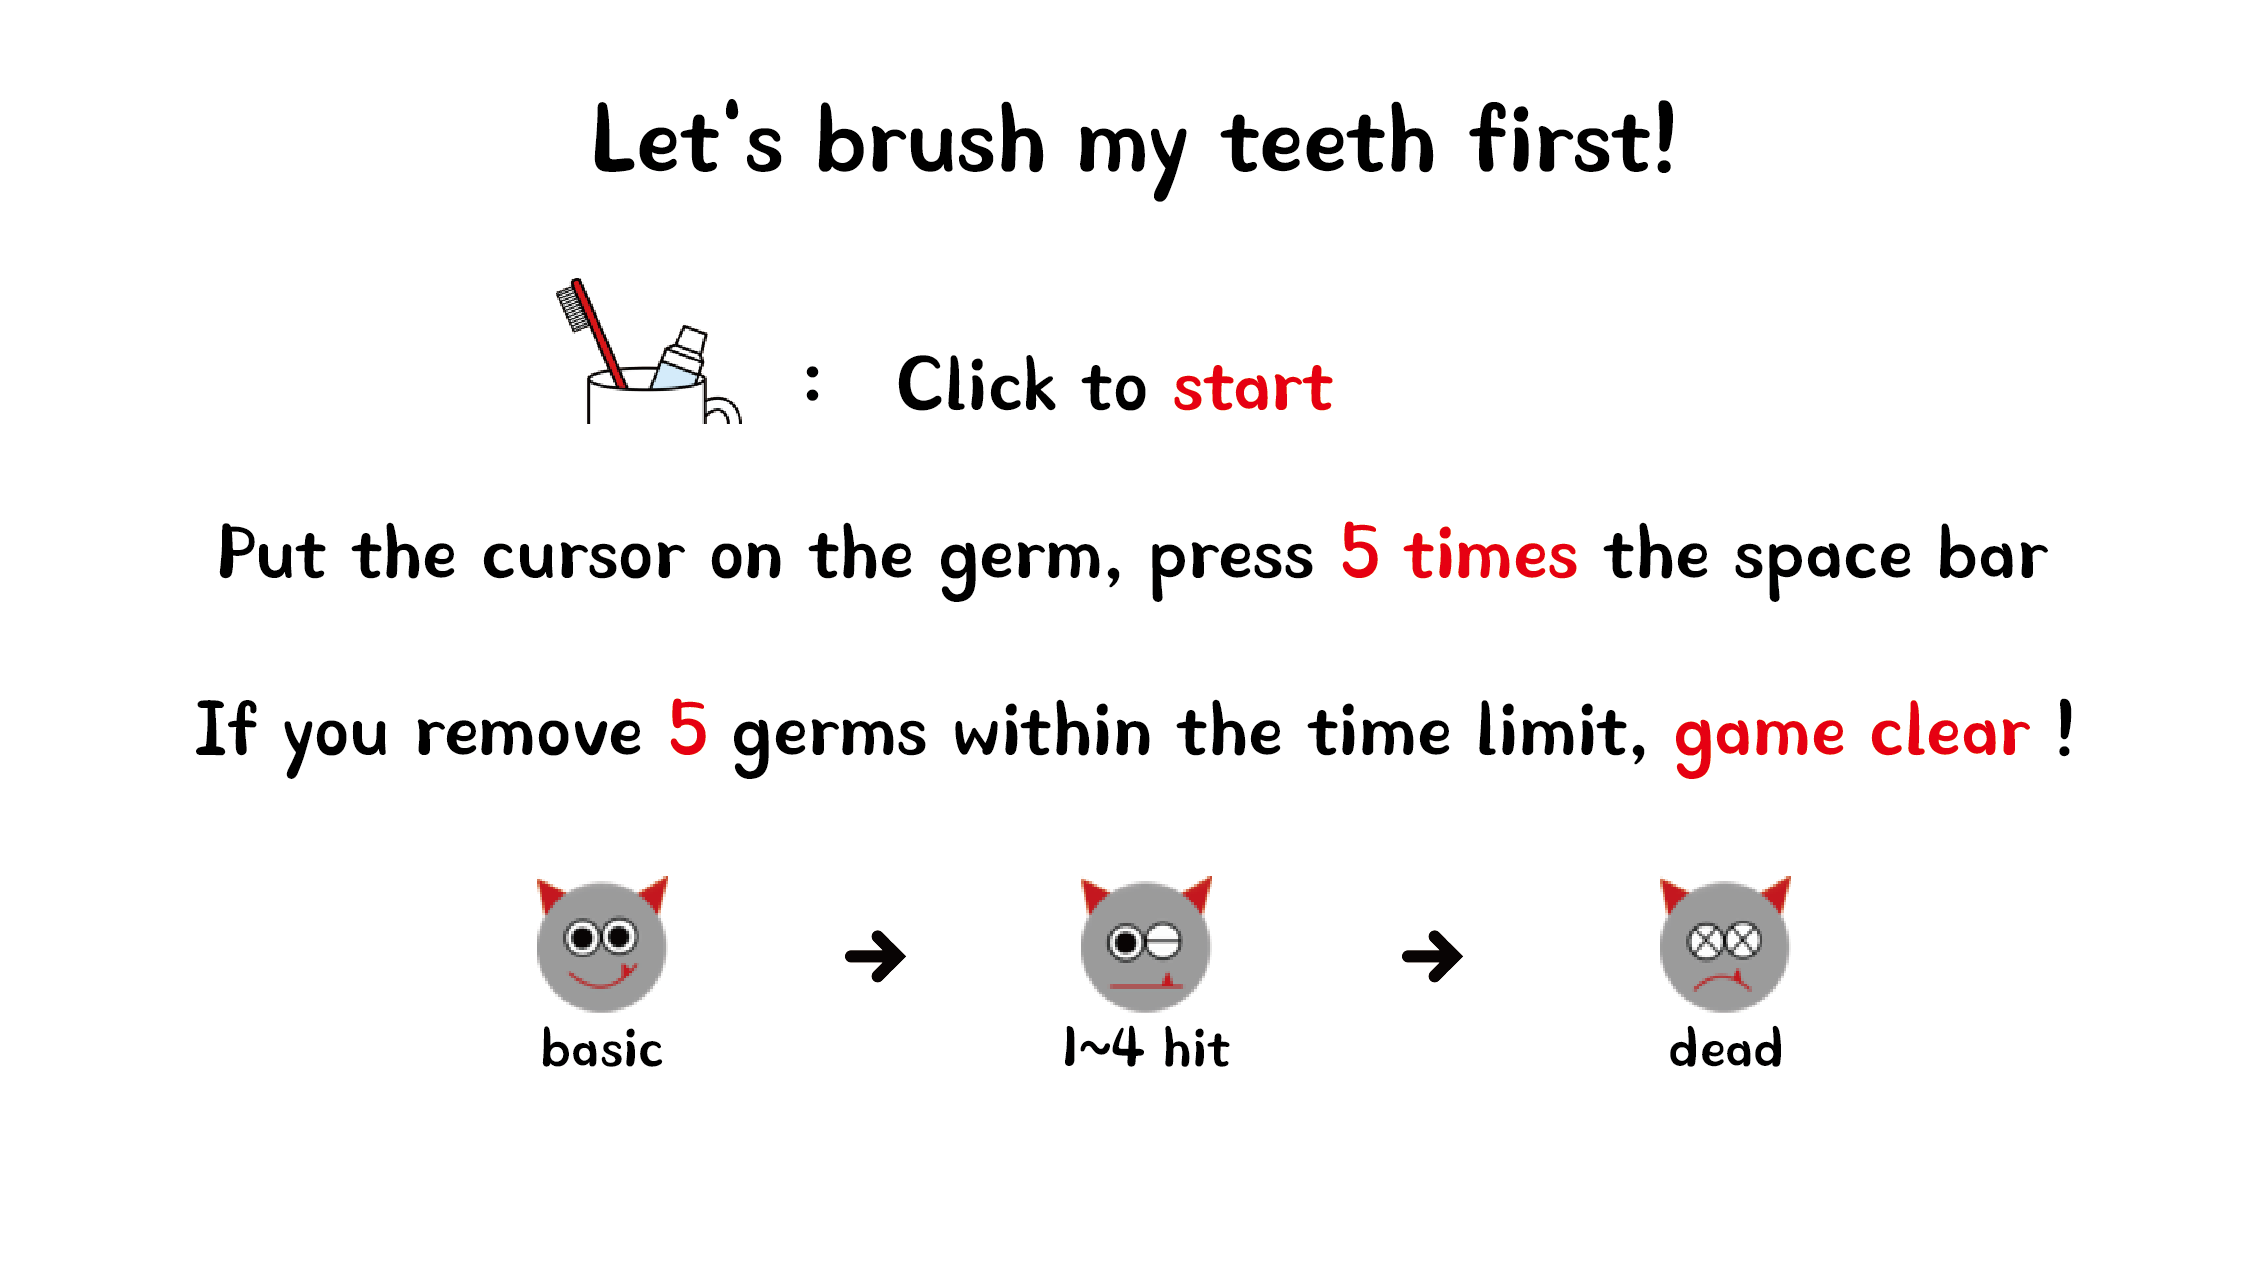 Let's brush my teeth first!
: Click to start
Put the cursor on the germ, press 5 times the space bar
If you remove 5 germs within the time limit, game clear !
basic → 1~4 hit → dead